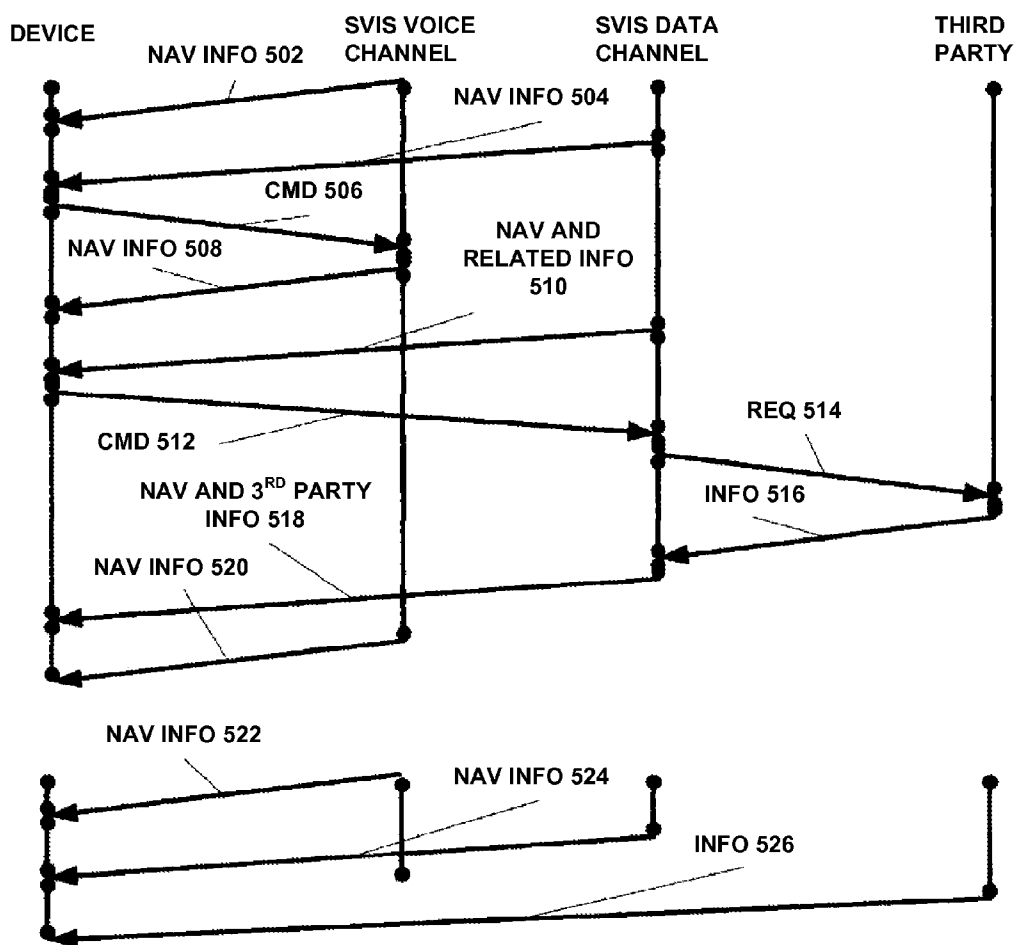 DEVICE
SVIS VOICE
CHANNEL
SVIS DATA
CHANNEL
THIRD
PARTY
NAV INFO 502
NAV INFO 504
CMD 506
NAV INFO 508
NAV AND
RELATED INFO
510
CMD 512
REQ 514
INFO 516
NAV AND 3RD PARTY
INFO 518
NAV INFO 520
NAV INFO 522
NAV INFO 524
INFO 526